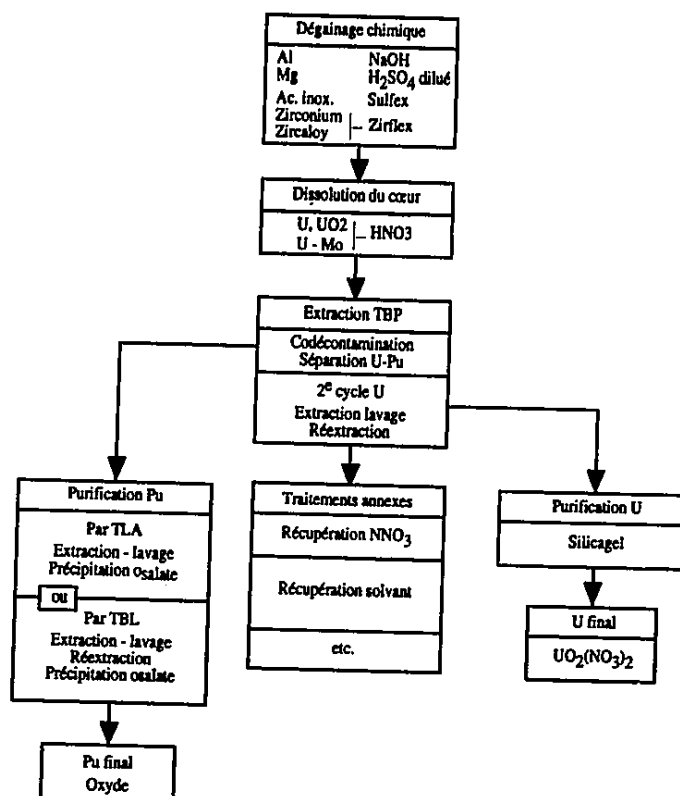 Dégainage chimique
Al NaOH
Mg H2SO4 dilué
Ac. inox. Sulfex
Zirconium
Zircaloy Zirflex
Dissolution du cœur
U, UO2
U - Mo HNO3
Extraction TBP
Codécontamination
Séparation U-Pu
2e cycle U
Extraction lavage
Réextraction
Purification Pu
Par TLA
Extraction - lavage
Précipitation osalate
ou
Par TBL
Extraction - lavage
Réextraction
Précipitation osalate
Pu final
Oxyde
Traitements annexes
Récupération NNO3
Récupération solvant
etc.
Purification U
Silicagel
U final
UO2(NO3)2